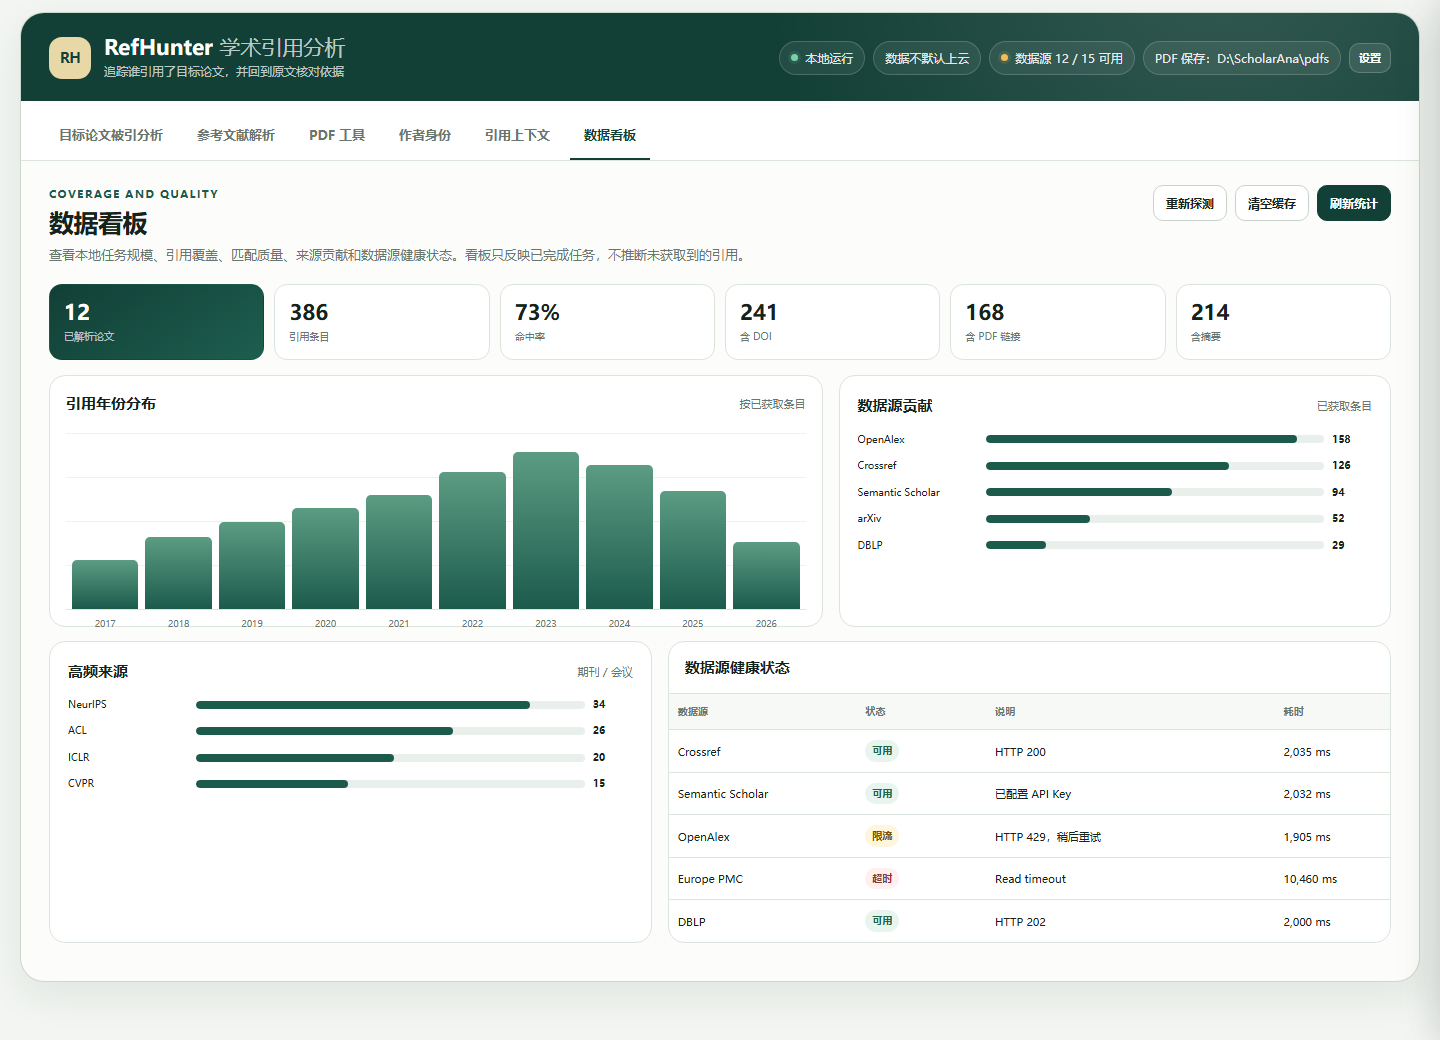 RH
RefHunter 学术引用分析
追踪谁引用了目标论文，并回到原文核对依据
本地运行
数据不默认上云
数据源 12 / 15 可用
PDF 保存：D:\ScholarAna\pdfs
设置
目标论文被引分析
参考文献解析
PDF 工具
作者身份
引用上下文
数据看板
COVERAGE AND QUALITY
数据看板
查看本地任务规模、引用覆盖、匹配质量、来源贡献和数据源健康状态。看板只反映已完成任务，不推断未获取到的引用。
重新探测
清空缓存
刷新统计
12
已解析论文
386
引用条目
73%
命中率
241
含 DOI
168
含 PDF 链接
214
含摘要
引用年份分布
按已获取条目
2017
2018
2019
2020
2021
2022
2023
2024
2025
2026
数据源贡献
已获取条目
OpenAlex 158
Crossref 126
Semantic Scholar 94
arXiv 52
DBLP 29
高频来源
期刊 / 会议
NeurIPS 34
ACL 26
ICLR 20
CVPR 15
数据源健康状态
数据源 状态 说明 耗时
Crossref 可用 HTTP 200 2,035 ms
Semantic Scholar 可用 已配置 API Key 2,032 ms
OpenAlex 限流 HTTP 429，稍后重试 1,905 ms
Europe PMC 超时 Read timeout 10,460 ms
DBLP 可用 HTTP 202 2,000 ms